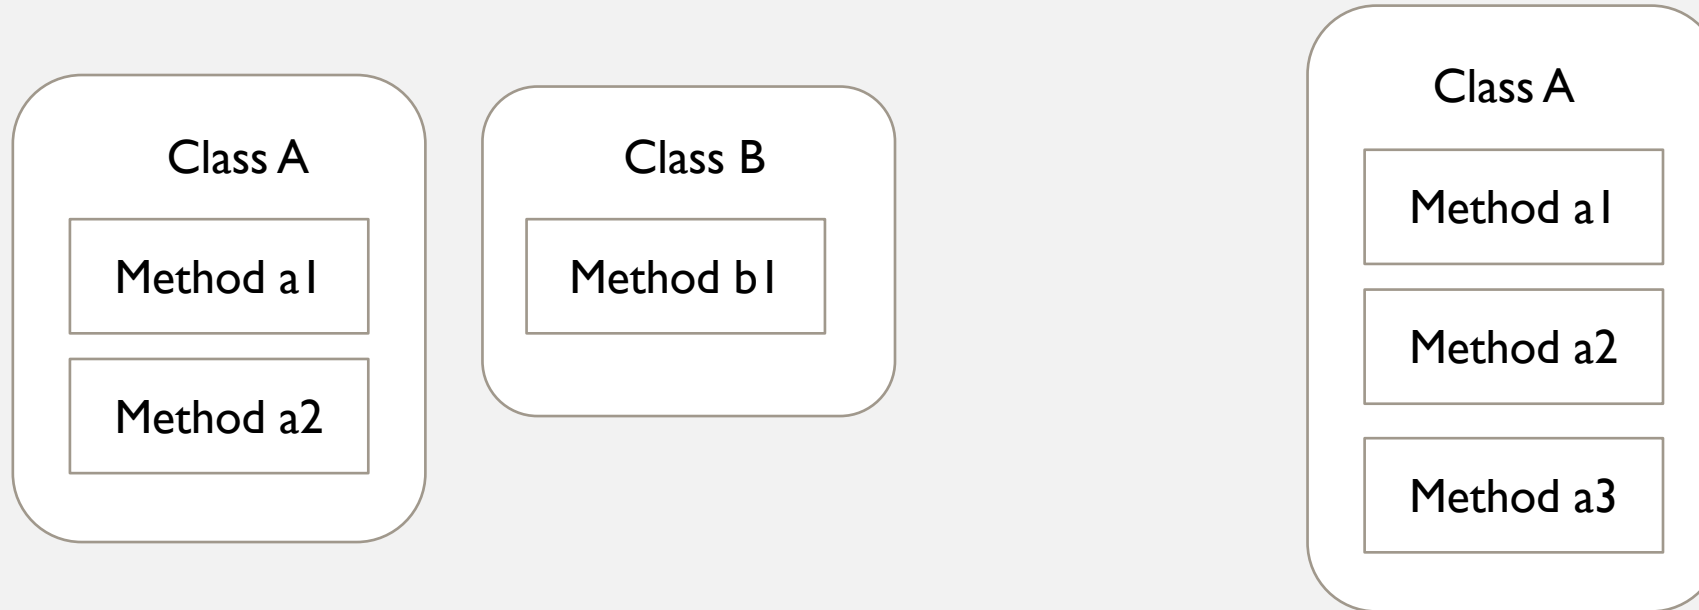 Class A
Method a1
Method a2
Class B
Method b1
Class A
Method a1
Method a2
Method a3